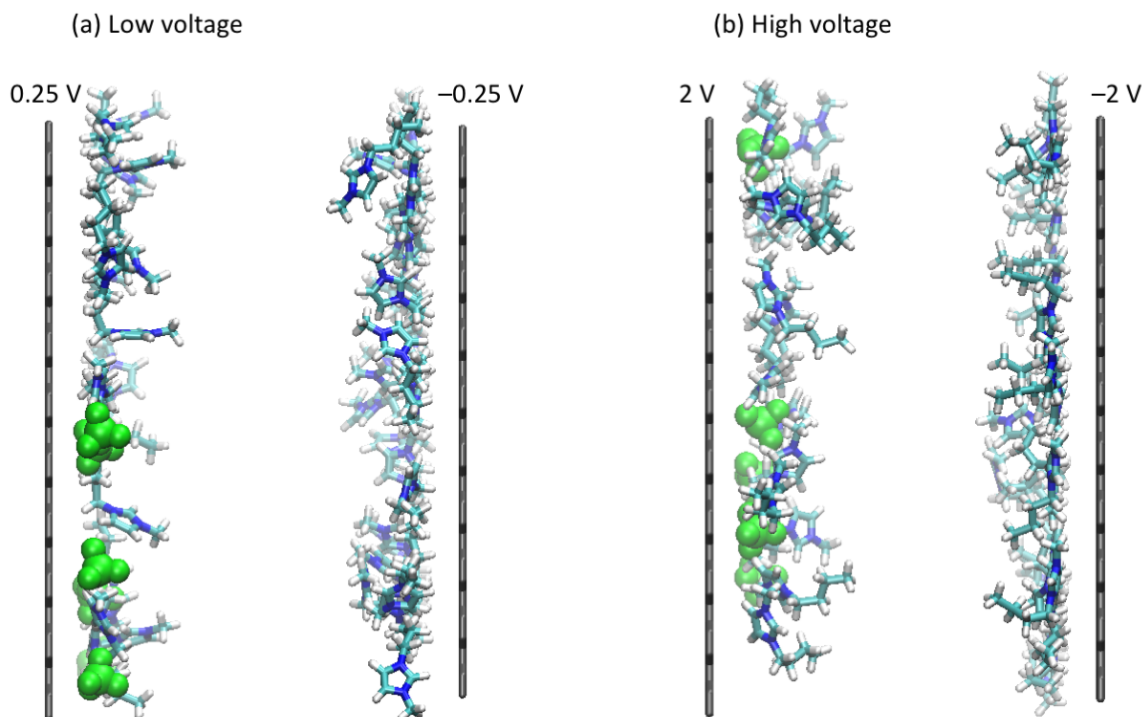 (a) Low voltage
(b) High voltage
0.25 V
–0.25 V
2 V
–2 V